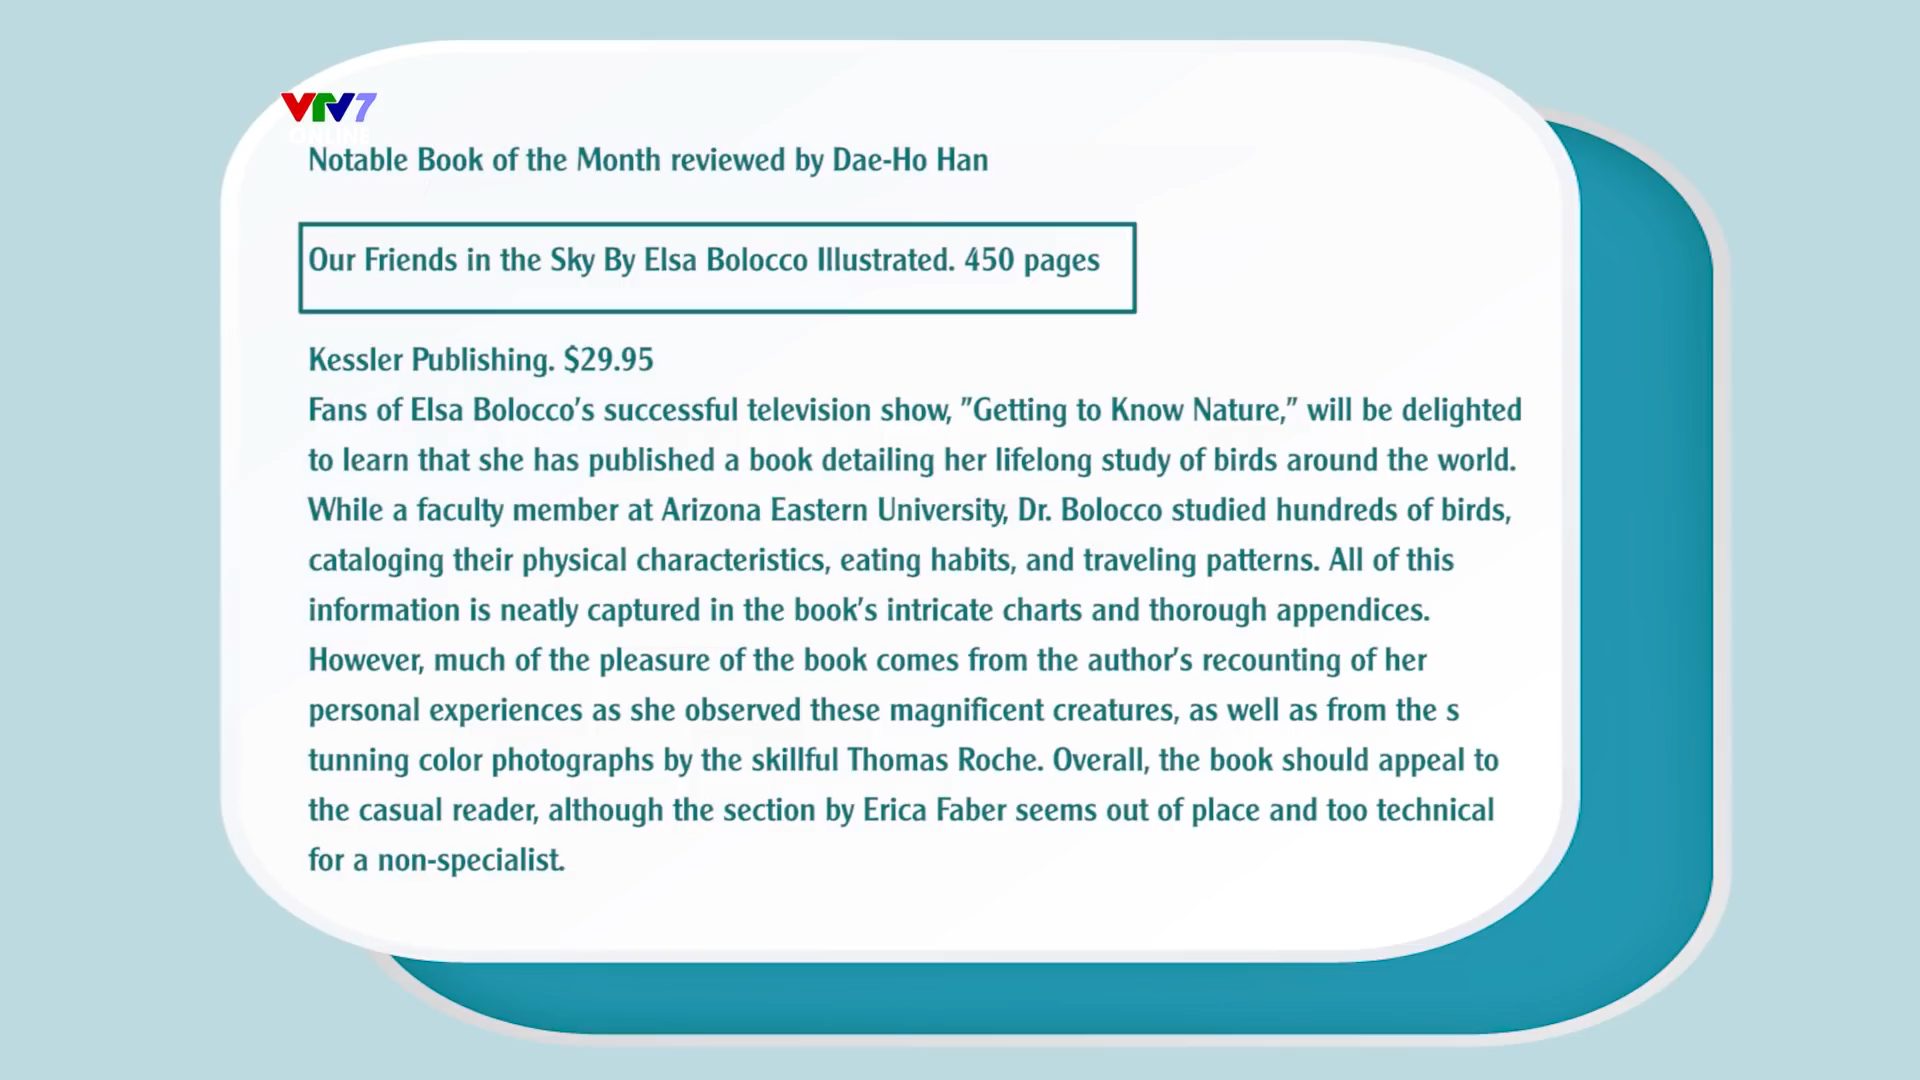 VTV7
ONLINE
Notable Book of the Month reviewed by Dae-Ho Han
Our Friends in the Sky By Elsa Bolocco Illustrated. 450 pages
Kessler Publishing. $29.95
Fans of Elsa Bolocco's successful television show, "Getting to Know Nature," will be delighted
to learn that she has published a book detailing her lifelong study of birds around the world.
While a faculty member at Arizona Eastern University, Dr. Bolocco studied hundreds of birds,
cataloging their physical characteristics, eating habits, and traveling patterns. All of this
information is neatly captured in the book's intricate charts and thorough appendices.
However, much of the pleasure of the book comes from the author's recounting of her
personal experiences as she observed these magnificent creatures, as well as from the s
tunning color photographs by the skillful Thomas Roche. Overall, the book should appeal to
the casual reader, although the section by Erica Faber seems out of place and too technical
for a non-specialist.